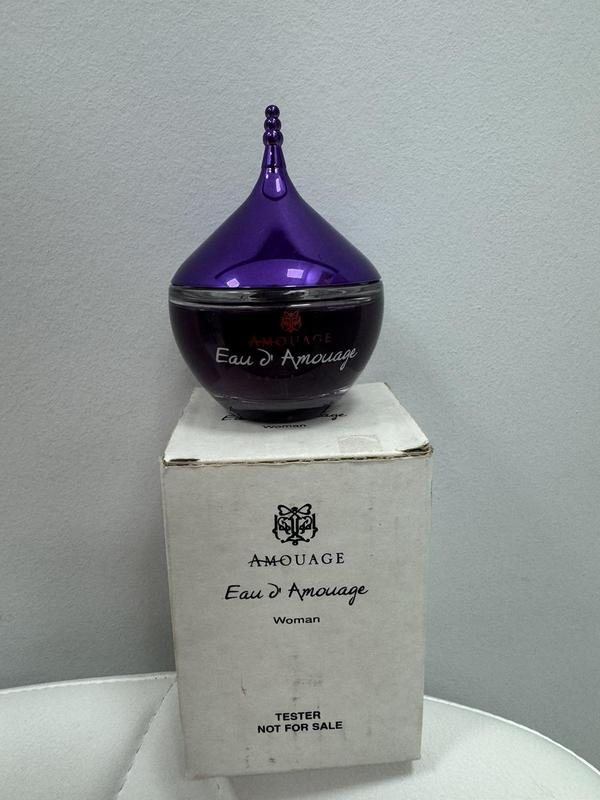 AMOUAGE
Eau d' Amouage
Woman
AMOUAGE
Eau d' Amouage
Woman
TESTER
NOT FOR SALE